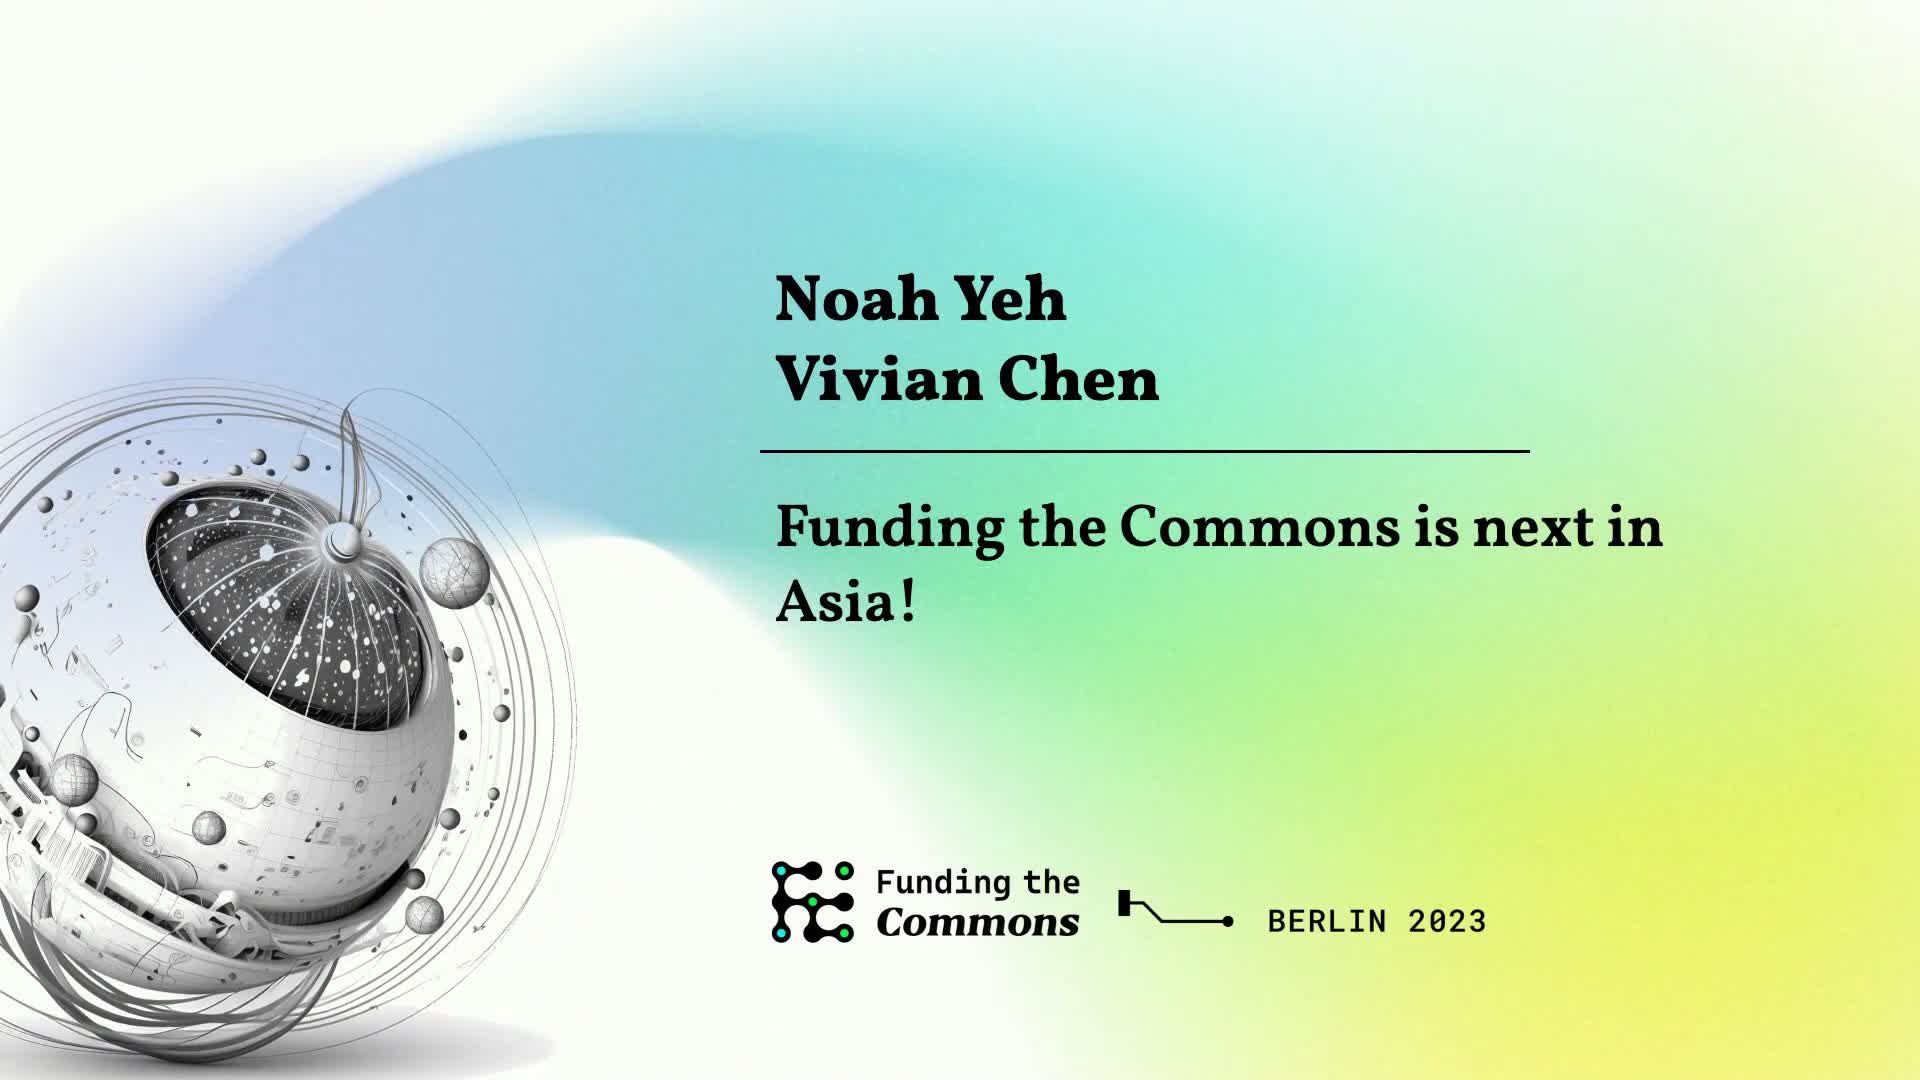 Noah Yeh
Vivian Chen
Funding the Commons is next in
Asia!
Funding the
Commons
BERLIN 2023